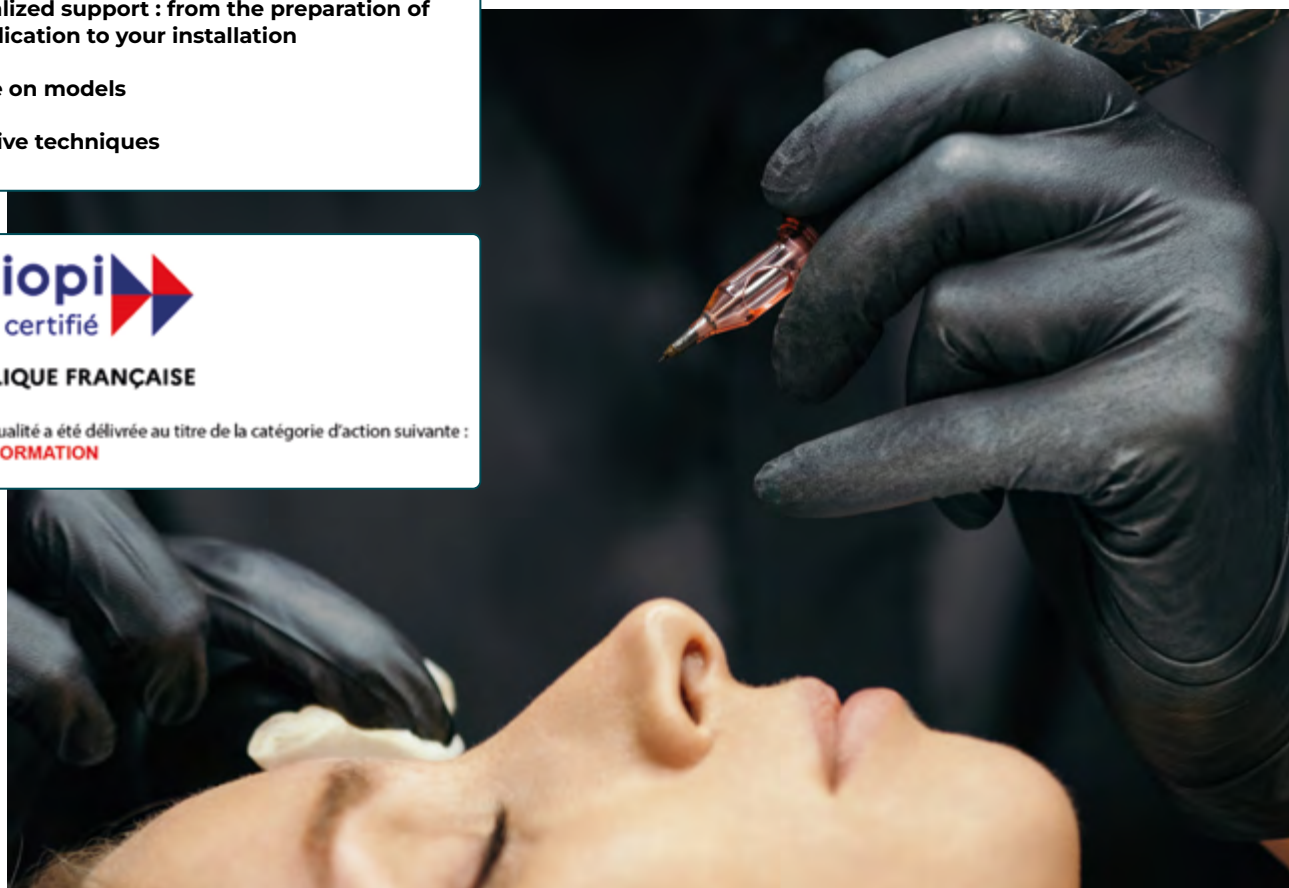 alized support : from the preparation of
lication to your installation
e on models
ive techniques
iopi
certifié
LIQUE FRANÇAISE
ualité a été délivrée au titre de la catégorie d'action suivante :
ORMATION